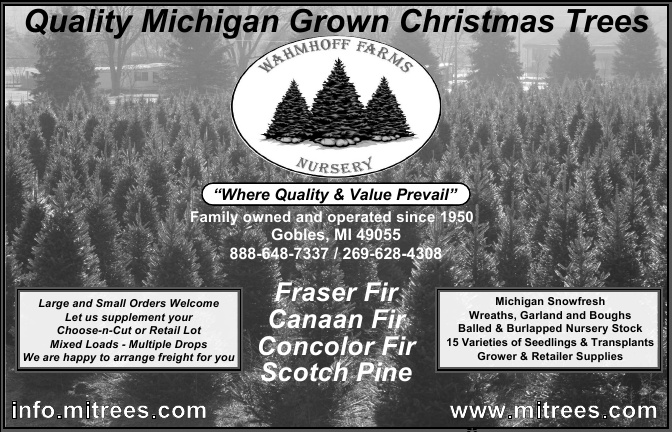 Quality Michigan Grown Christmas Trees
WAHMHOFF FARMS
NURSERY
“Where Quality & Value Prevail”
Family owned and operated since 1950
Gobles, MI 49055
888-648-7337 / 269-628-4308
Fraser Fir
Canaan Fir
Concolor Fir
Scotch Pine
Large and Small Orders Welcome
Let us supplement your
Choose-n-Cut or Retail Lot
Mixed Loads - Multiple Drops
We are happy to arrange freight for you
Michigan Snowfresh
Wreaths, Garland and Boughs
Balled & Burlapped Nursery Stock
15 Varieties of Seedlings & Transplants
Grower & Retailer Supplies
info.mitrees.com
www.mitrees.com